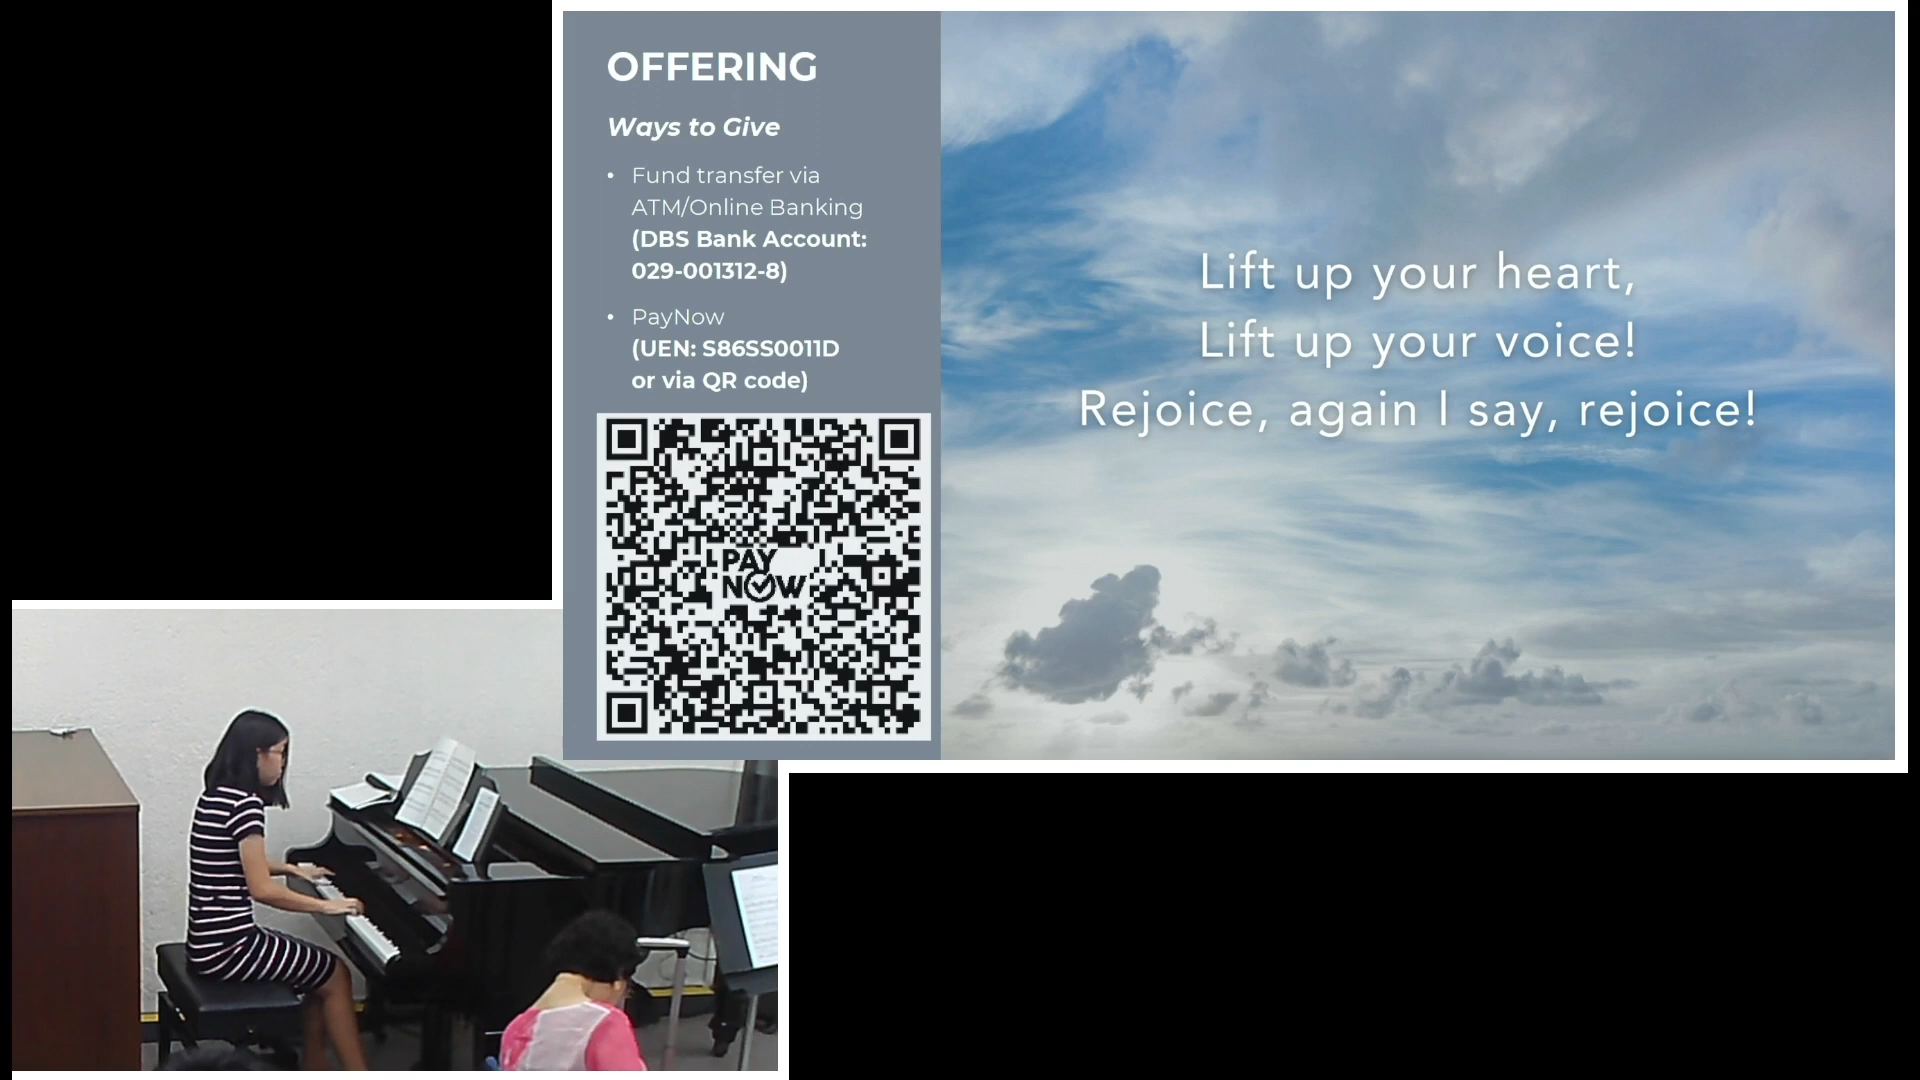 OFFERING
Ways to Give
• Fund transfer via
ATM/Online Banking
(DBS Bank Account:
029-001312-8)
• PayNow
(UEN: S86SS0011D
or via QR code)
PAY
NOW
Lift up your heart,
Lift up your voice!
Rejoice, again I say, rejoice!